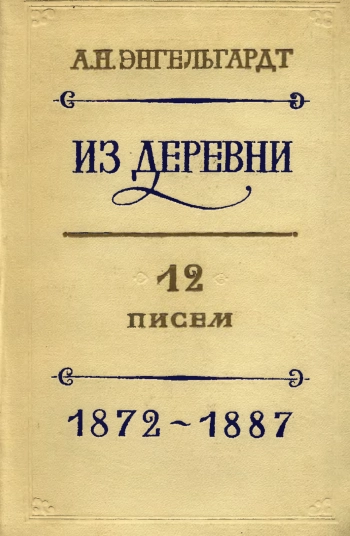 А.Н. ЭНГЕЛЬГАРДТ
ИЗ ДЕРЕВНИ
12
ПИСЕМ
1872~1887